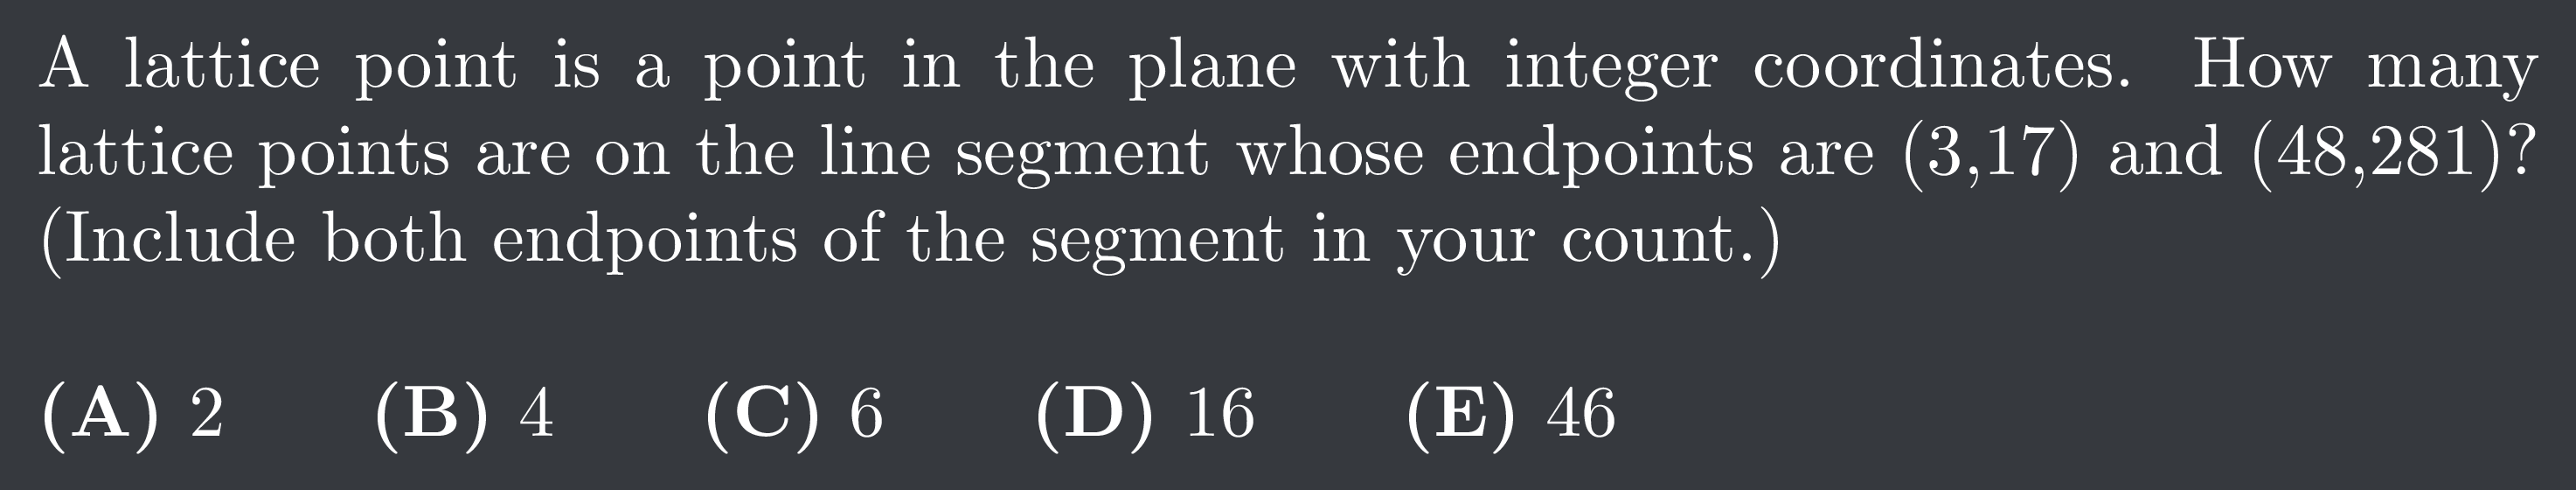 A lattice point is a point in the plane with integer coordinates. How many
lattice points are on the line segment whose endpoints are (3,17) and (48,281)?
(Include both endpoints of the segment in your count.)
(A) 2 (B) 4 (C) 6 (D) 16 (E) 46